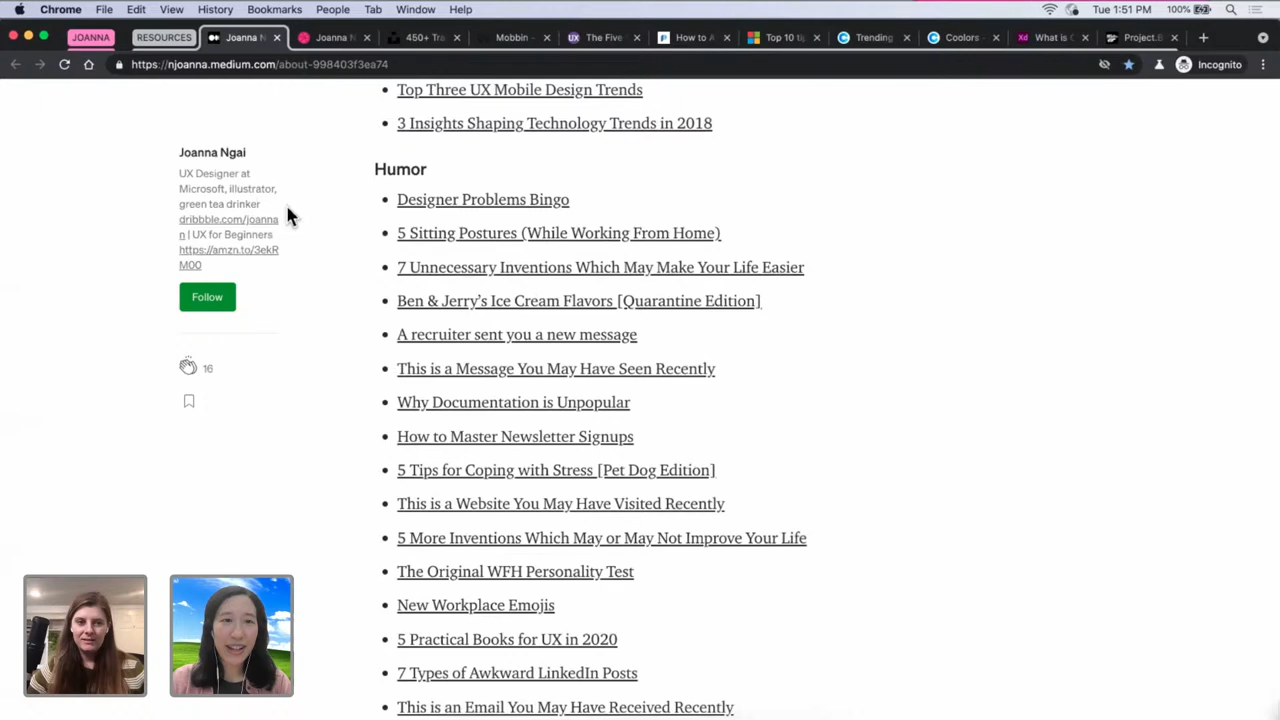 Chrome File Edit View History Bookmarks People Tab Window Help Tue 1:51 PM 100%
JOANNA RESOURCES Joanna N Joanna N 450+ Tra Mobbin - UX The Five How to A Top 10 ti Trending Coolors - Xd What is Project.B
https://njoanna.medium.com/about-998403f3ea74 Incognito
Top Three UX Mobile Design Trends
3 Insights Shaping Technology Trends in 2018
Joanna Ngai
UX Designer at
Microsoft, illustrator,
green tea drinker
dribbble.com/joanna
n | UX for Beginners
https://amzn.to/3ekR
M00
Follow
16
Humor
Designer Problems Bingo
5 Sitting Postures (While Working From Home)
7 Unnecessary Inventions Which May Make Your Life Easier
Ben & Jerry's Ice Cream Flavors [Quarantine Edition]
A recruiter sent you a new message
This is a Message You May Have Seen Recently
Why Documentation is Unpopular
How to Master Newsletter Signups
5 Tips for Coping with Stress [Pet Dog Edition]
This is a Website You May Have Visited Recently
5 More Inventions Which May or May Not Improve Your Life
The Original WFH Personality Test
New Workplace Emojis
5 Practical Books for UX in 2020
7 Types of Awkward LinkedIn Posts
This is an Email You May Have Received Recently